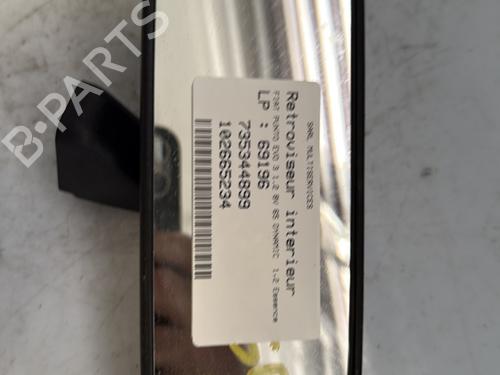 SARL MULTISERVICES
Retroviseur interieur
FIAT PUNTO EVO 3 1.2 8V 65 DYNAMIC 1.2 Essence
LP : 69196
735344899
102665234
B-PARTS